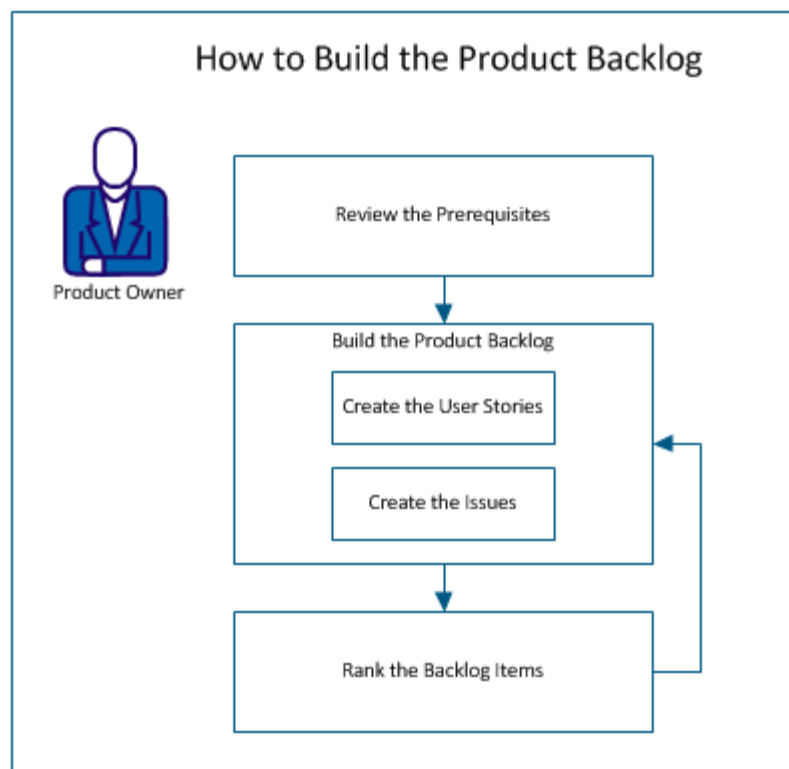 How to Build the Product Backlog
Product Owner
Review the Prerequisites
Build the Product Backlog
Create the User Stories
Create the Issues
Rank the Backlog Items